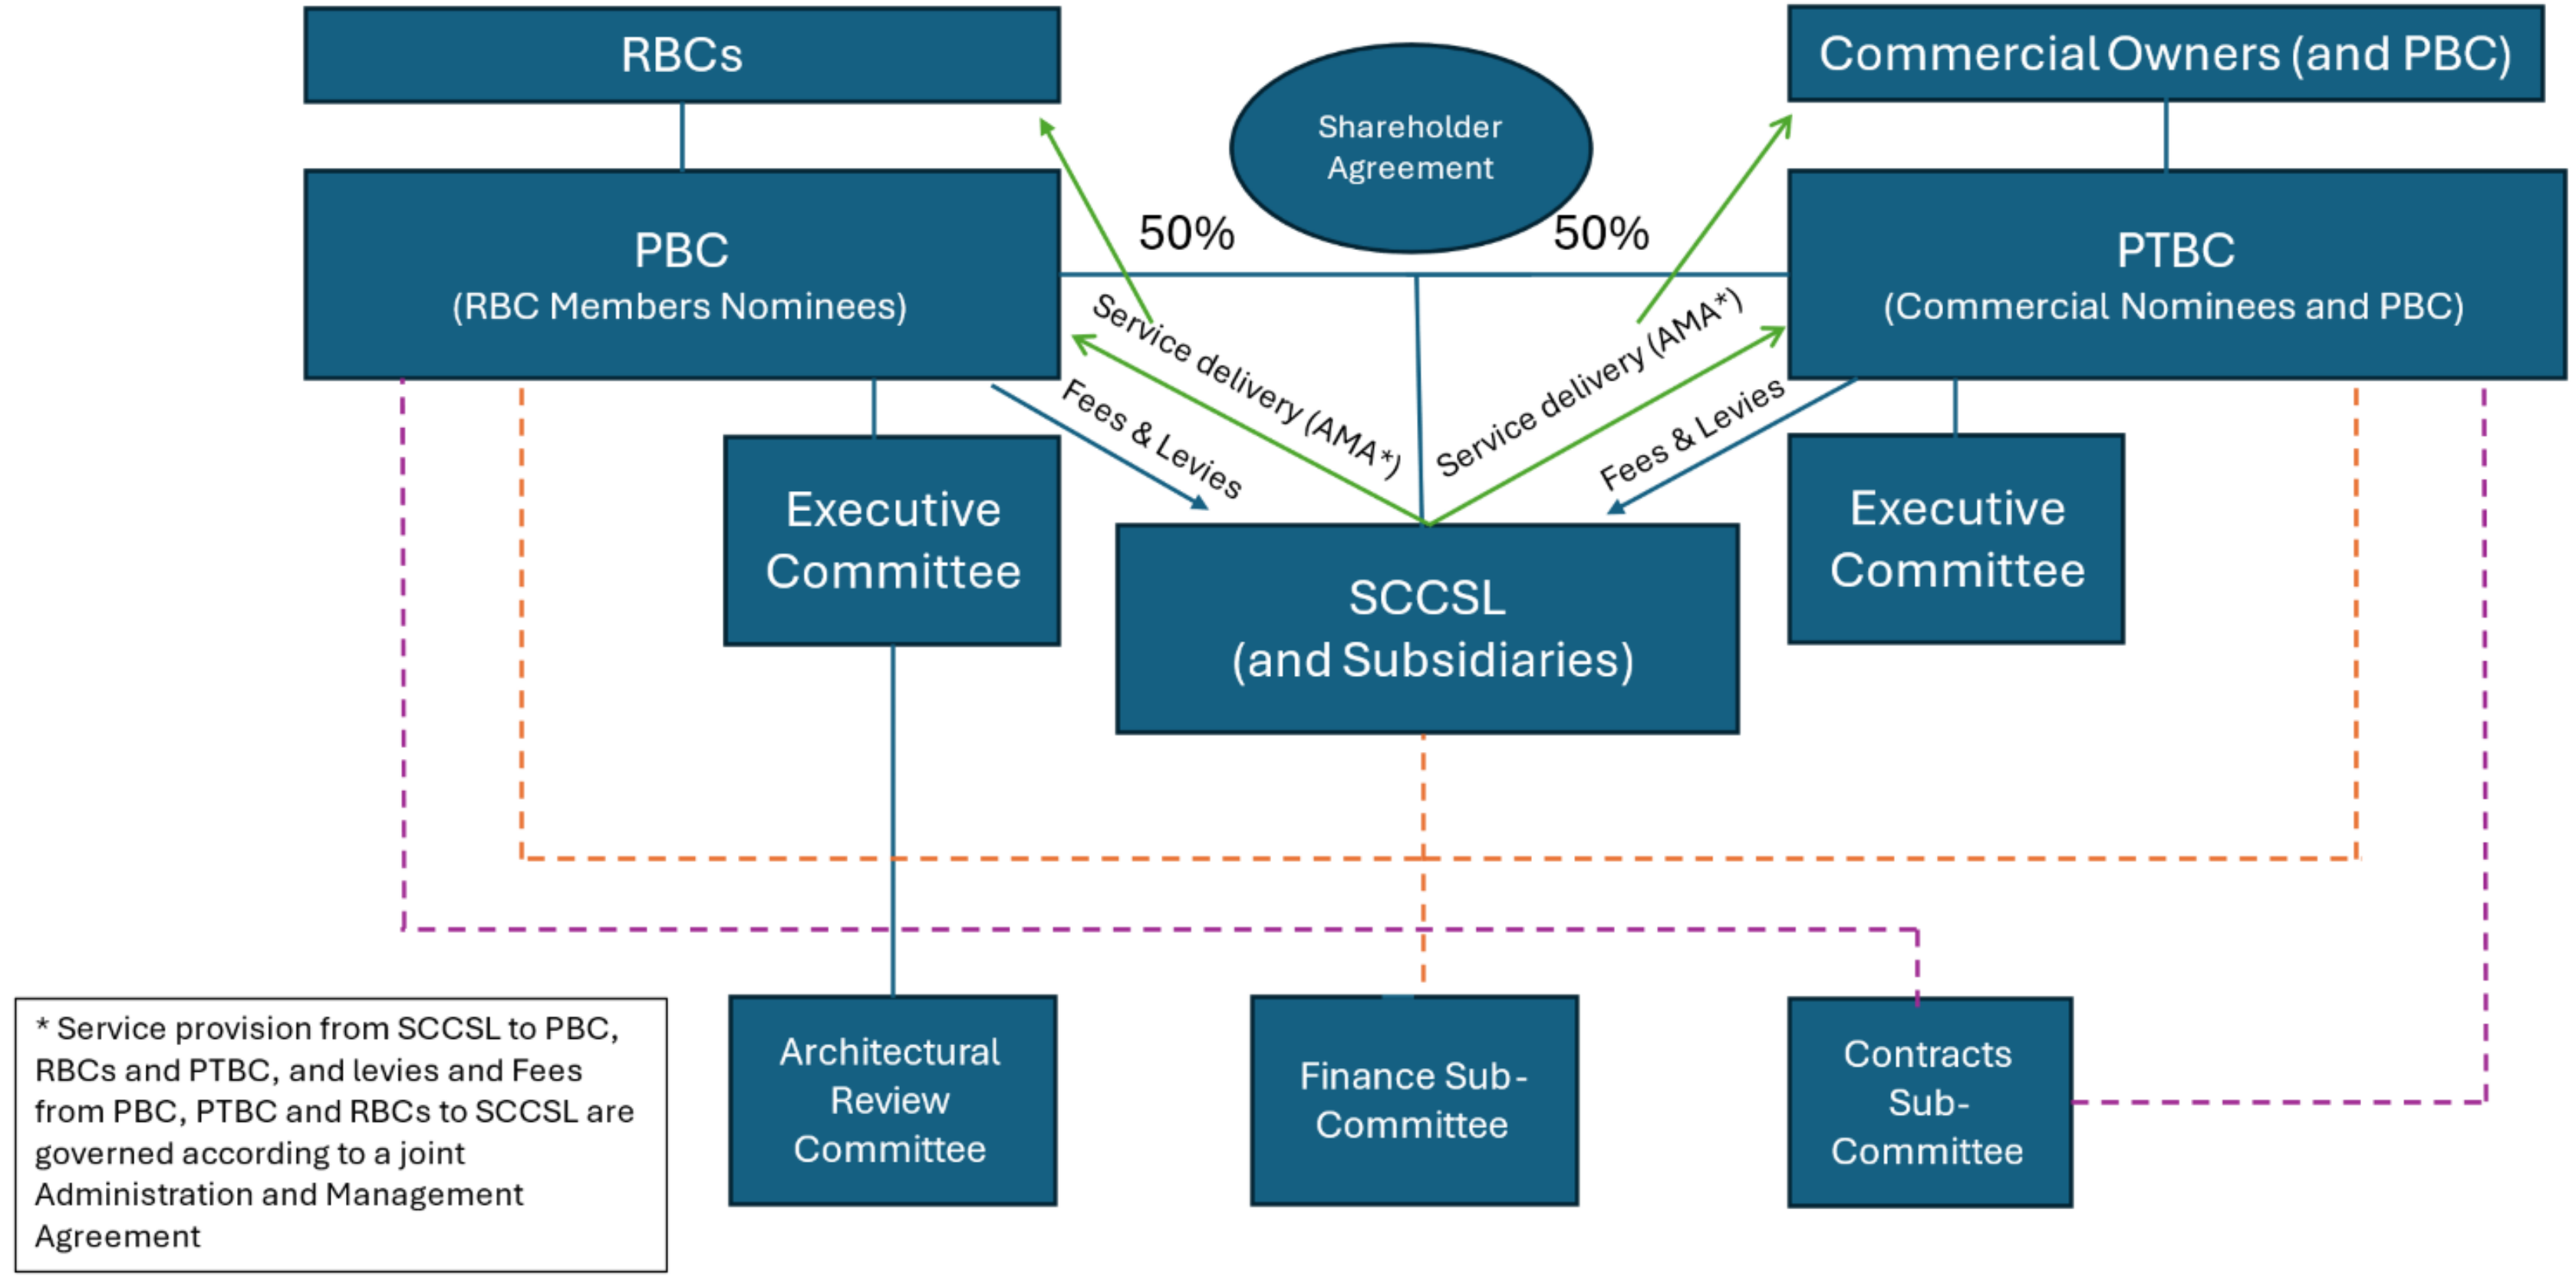 RBCs
Commercial Owners (and PBC)
Shareholder
Agreement
50%
50%
PBC
(RBC Members Nominees)
PTBC
(Commercial Nominees and PBC)
Service delivery (AMA*)
Service delivery (AMA*)
Fees & Levies
Fees & Levies
Executive
Committee
SCCSL
(and Subsidiaries)
Executive
Committee
* Service provision from SCCSL to PBC,
RBCs and PTBC, and levies and Fees
from PBC, PTBC and RBCs to SCCSL are
governed according to a joint
Administration and Management
Agreement
Architectural
Review
Committee
Finance Sub-
Committee
Contracts
Sub-
Committee